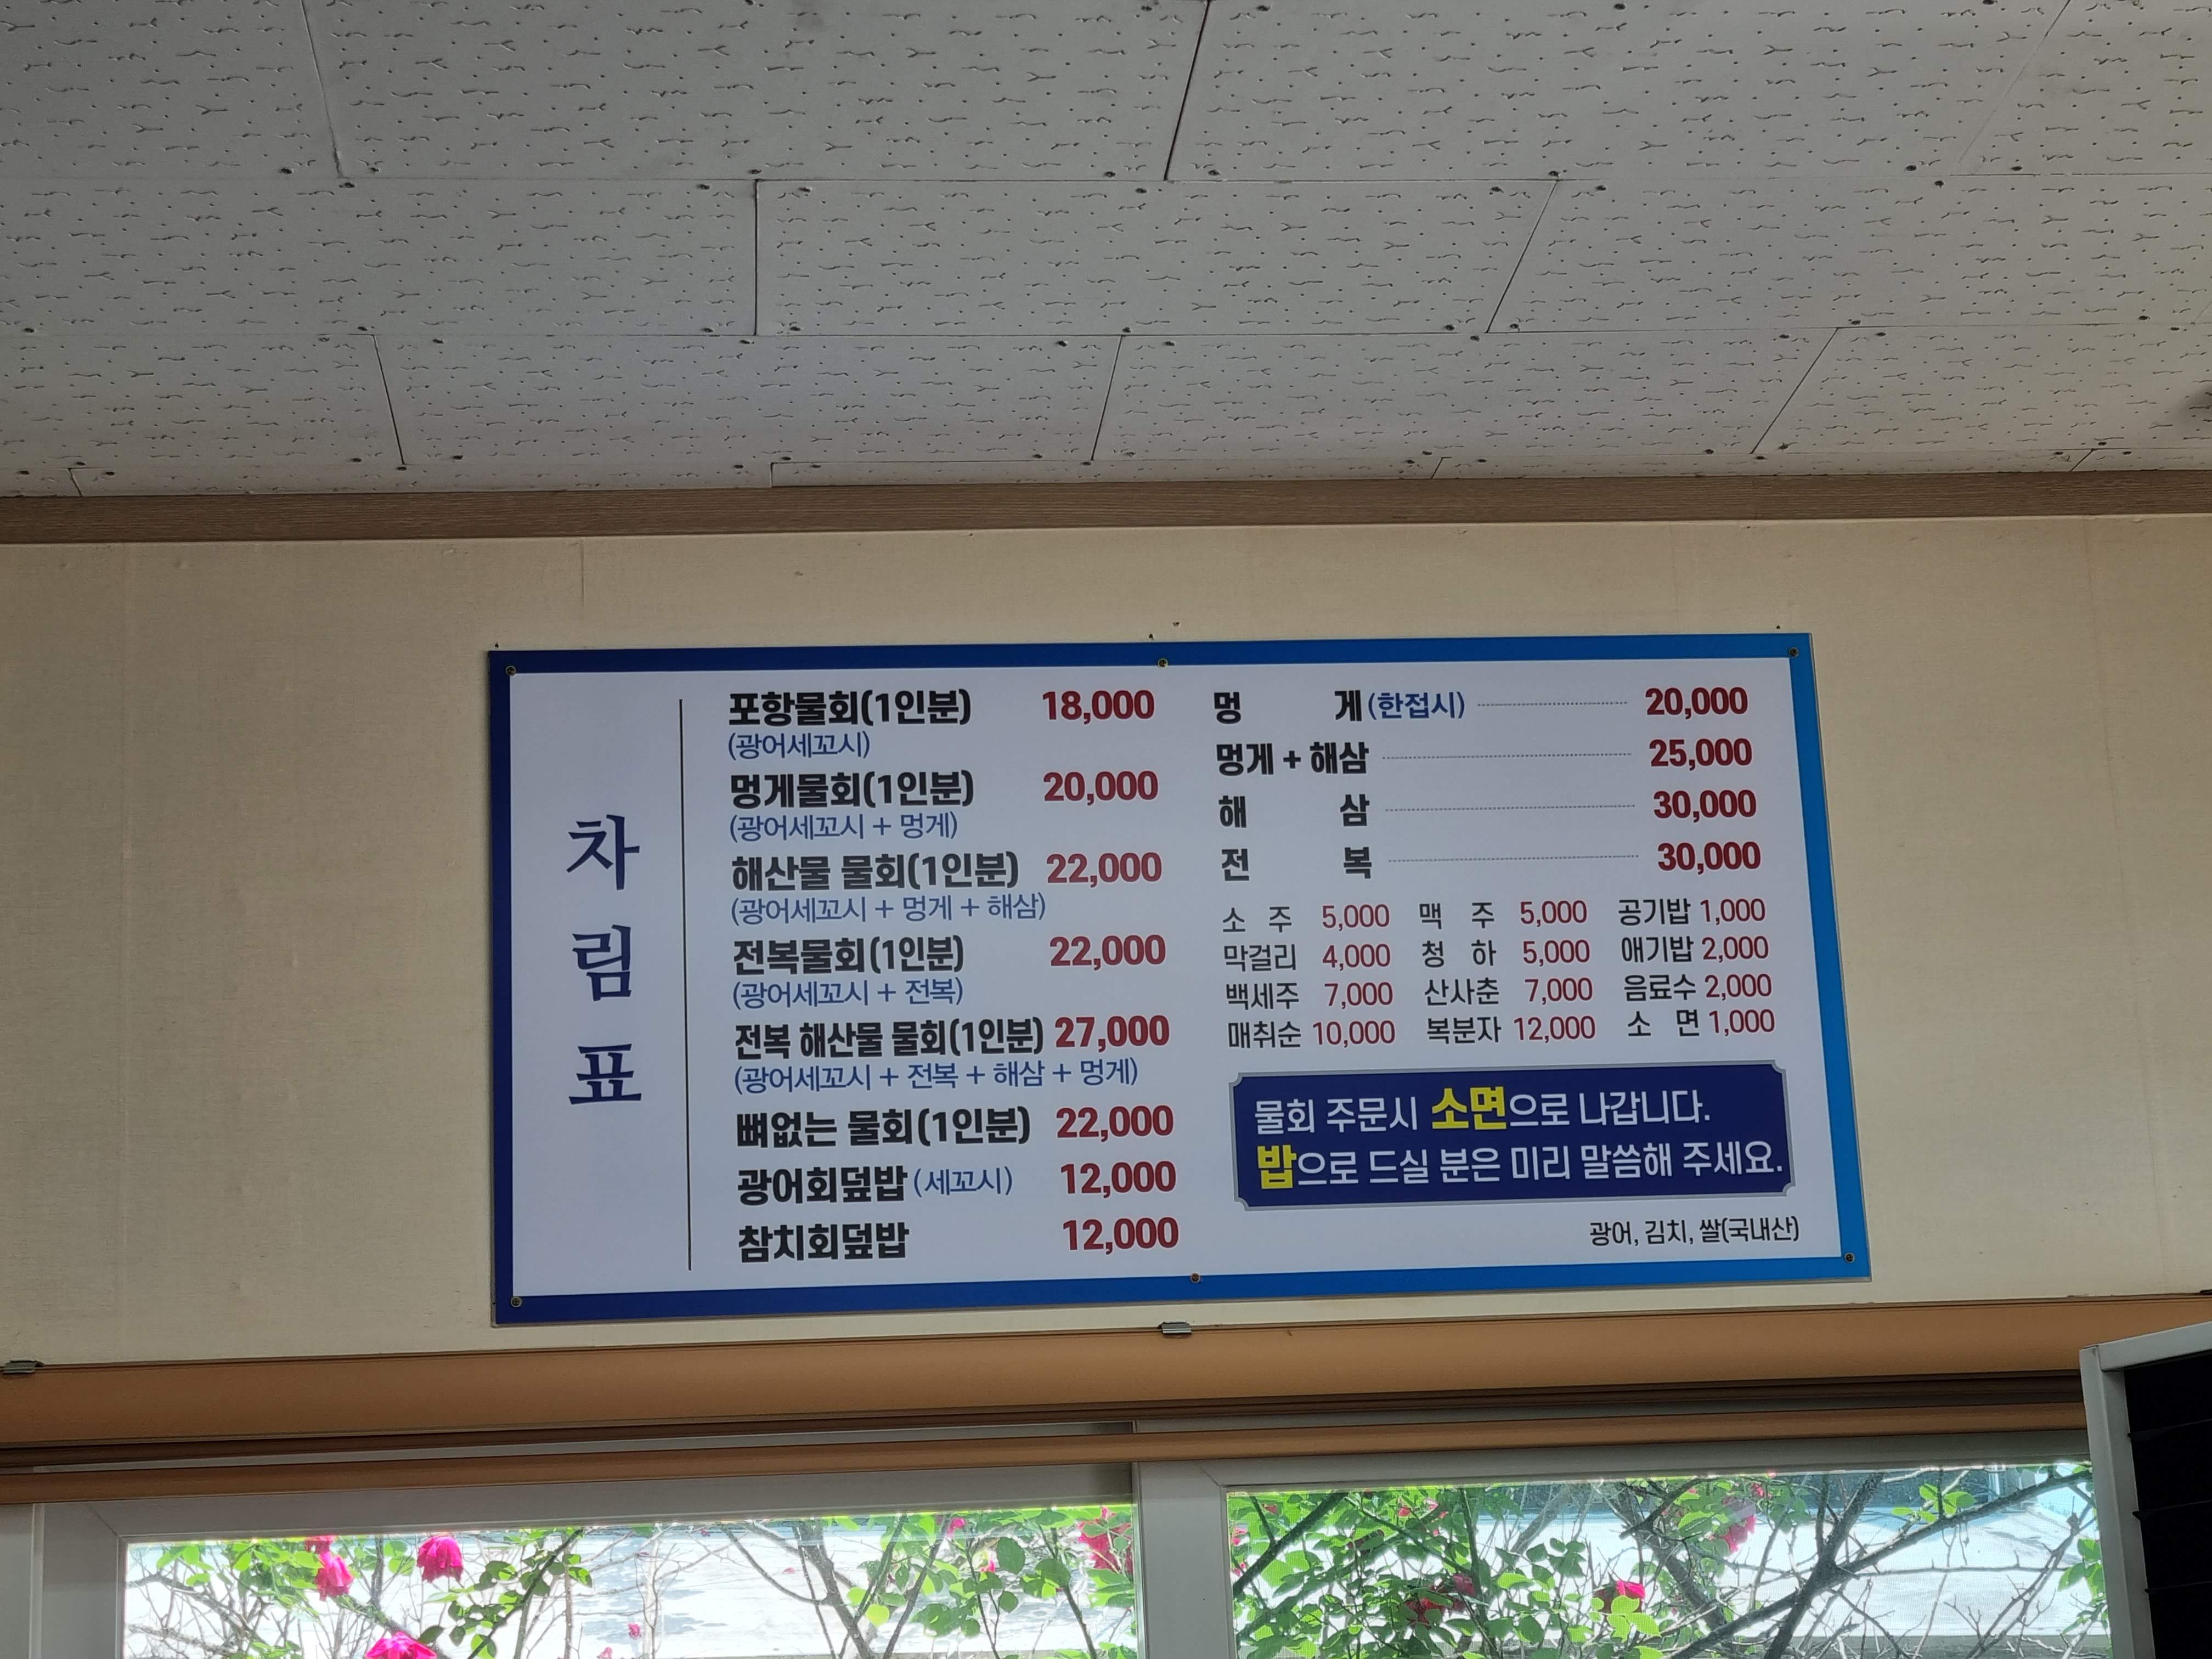 차림표
포항물회(1인분) 18,000
(광어세꼬시)
멍게물회(1인분) 20,000
(광어세꼬시 + 멍게)
해산물 물회(1인분) 22,000
(광어세꼬시 + 멍게 + 해삼)
전복물회(1인분) 22,000
(광어세꼬시 + 전복)
전복 해산물 물회(1인분) 27,000
(광어세꼬시 + 전복 + 해삼 + 멍게)
뼈없는 물회(1인분) 22,000
광어회덮밥(세꼬시) 12,000
참치회덮밥 12,000
멍 게(한접시) 20,000
멍게 + 해삼 25,000
해 삼 30,000
전 복 30,000
소 주 5,000 맥 주 5,000 공기밥 1,000
막걸리 4,000 청 하 5,000 애기밥 2,000
백세주 7,000 산사춘 7,000 음료수 2,000
매취순 10,000 복분자 12,000 소 면 1,000
물회 주문시 소면으로 나갑니다.
밥으로 드실 분은 미리 말씀해 주세요.
광어, 김치, 쌀(국내산)